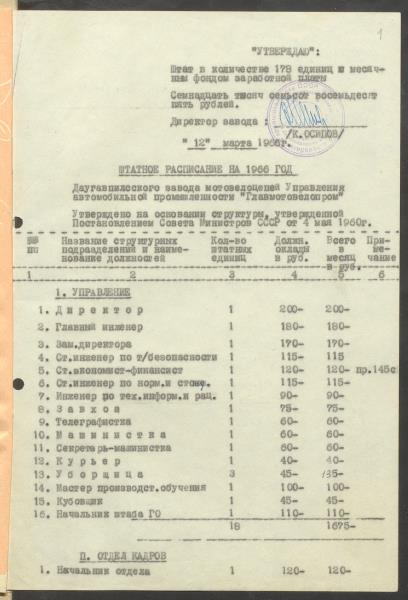 1
"УТВЕРЖДАЮ":
Штат в количестве 178 единиц и месяч-
ным фондом заработной платы
Семнадцать тысяч семьсот восемьдесят
пять рублей.
Директор завода :
/К.ОСИПОВ/
"12" марта 1966г.
ШТАТНОЕ РАСПИСАНИЕ НА 1966 ГОД
Даугавпилсского завода мотовелоцепей Управления
автомобильной промышленности "Главмотовелопром"
Утверждено на основании структуры, утвержденной
Постановлением Совета Министров СССР от 4 мая 1960г.
№№ пп Название структурных подразделений и наиме- нование должностей Кол-во штатных единиц Должн. оклады в руб. Всего в месяц в руб. При- ме- чание
1 2 3 4 5 6
1. УПРАВЛЕНИЕ
1. Директор 1 200- 200-
2. Главный инженер 1 180- 180-
3. Зам.директора 1 170- 170-
4. Ст.инженер по т/безопасности 1 115- 115
5. Ст.экономист-финансист 1 120- 120- пр.145с
6. Ст.инженер по норм.и 1 115- 115-
7. Инженер по тех.информ.и рац. 1 90- 90-
8. Завхоз 1 75- 75-
9. Телеграфистка 1 60- 60-
10. Машинистка 1 60- 60-
11. Секретарь-машинистка 1 60- 60-
12. Курьер 1 40- 40-
13. Уборщица 3 45- 135-
14. Мастер производст.обучения 1 100- 100-
15. Кубовщик 1 45- 45-
16. Начальник штаба ГО 1 110- 110-
18 1675-
П. ОТДЕЛ КАДРОВ
1. Начальник отдела 1 120- 120-